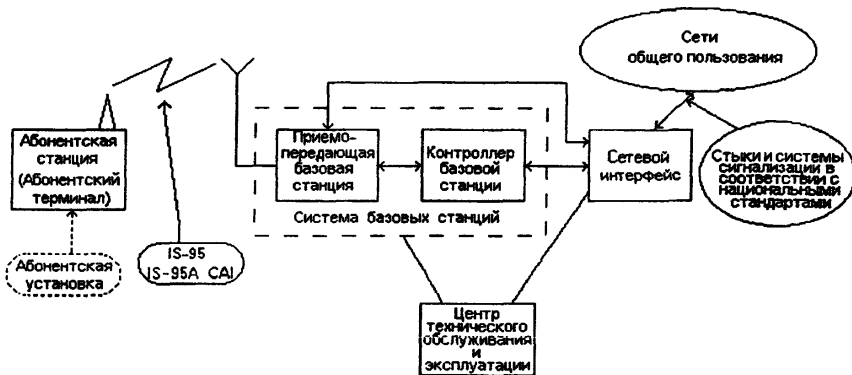 Сети
общего пользования
Абонентская
станция
(Абонентский
терминал)
Приемо-
передающая
базовая
станция
Контроллер
базовой
станции
Сетевой
интерфейс
Стыки и системы
сигнализации в
соответствии с
национальными
стандартами
Система базовых станций
Абонентская
установка
IS-95
IS-95A CAI
Центр
технического
обслуживания
и
эксплуатации